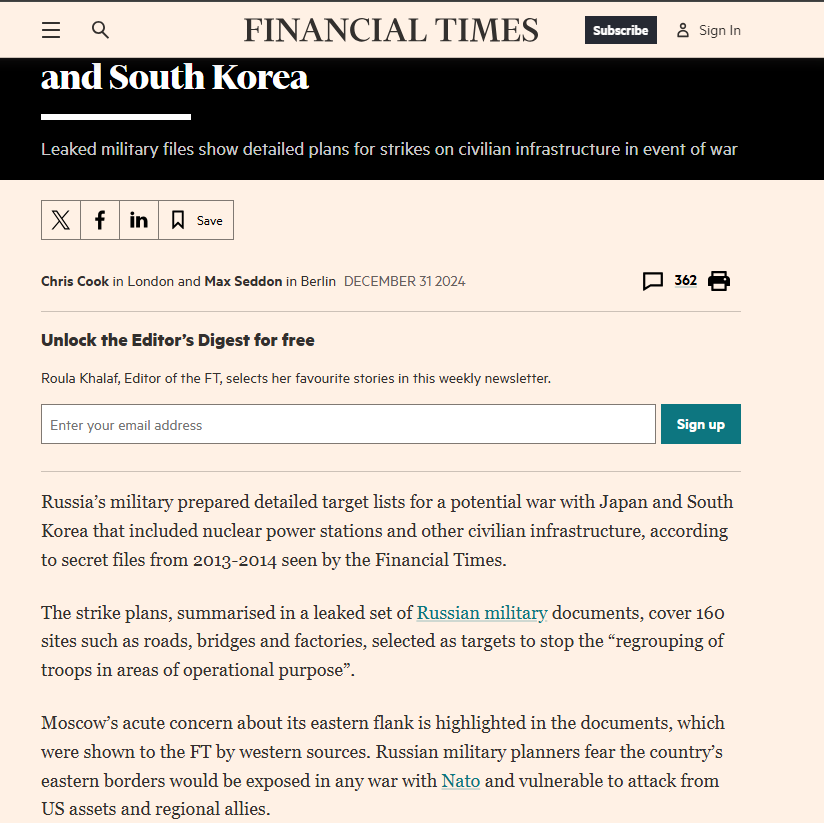 FINANCIAL TIMES
Subscribe
Sign In
and South Korea
Leaked military files show detailed plans for strikes on civilian infrastructure in event of war
Save
Chris Cook in London and Max Seddon in Berlin DECEMBER 31 2024
362
Unlock the Editor’s Digest for free
Roula Khalaf, Editor of the FT, selects her favourite stories in this weekly newsletter.
Enter your email address
Sign up
Russia’s military prepared detailed target lists for a potential war with Japan and South
Korea that included nuclear power stations and other civilian infrastructure, according
to secret files from 2013-2014 seen by the Financial Times.
The strike plans, summarised in a leaked set of Russian military documents, cover 160
sites such as roads, bridges and factories, selected as targets to stop the “regrouping of
troops in areas of operational purpose”.
Moscow’s acute concern about its eastern flank is highlighted in the documents, which
were shown to the FT by western sources. Russian military planners fear the country’s
eastern borders would be exposed in any war with Nato and vulnerable to attack from
US assets and regional allies.